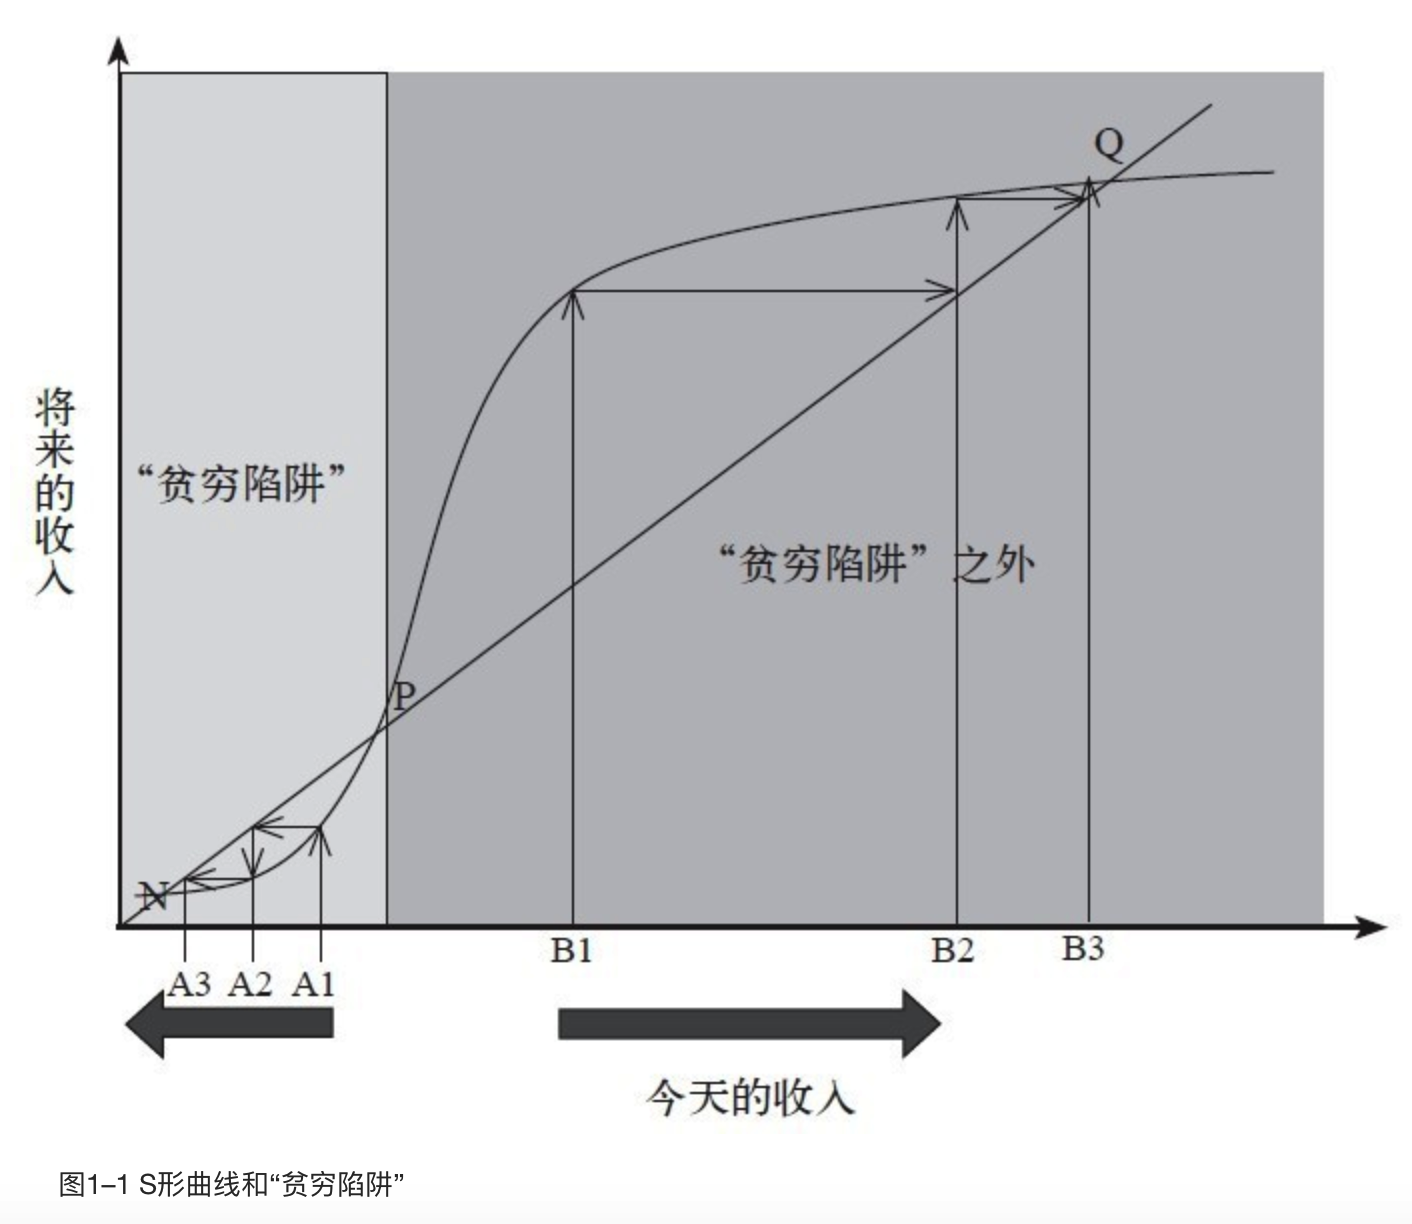 将来的收入
“贫穷陷阱”
“贫穷陷阱”之外
Q
P
N
A3 A2 A1
B1 B2 B3
今天的收入
图1–1 S形曲线和“贫穷陷阱”